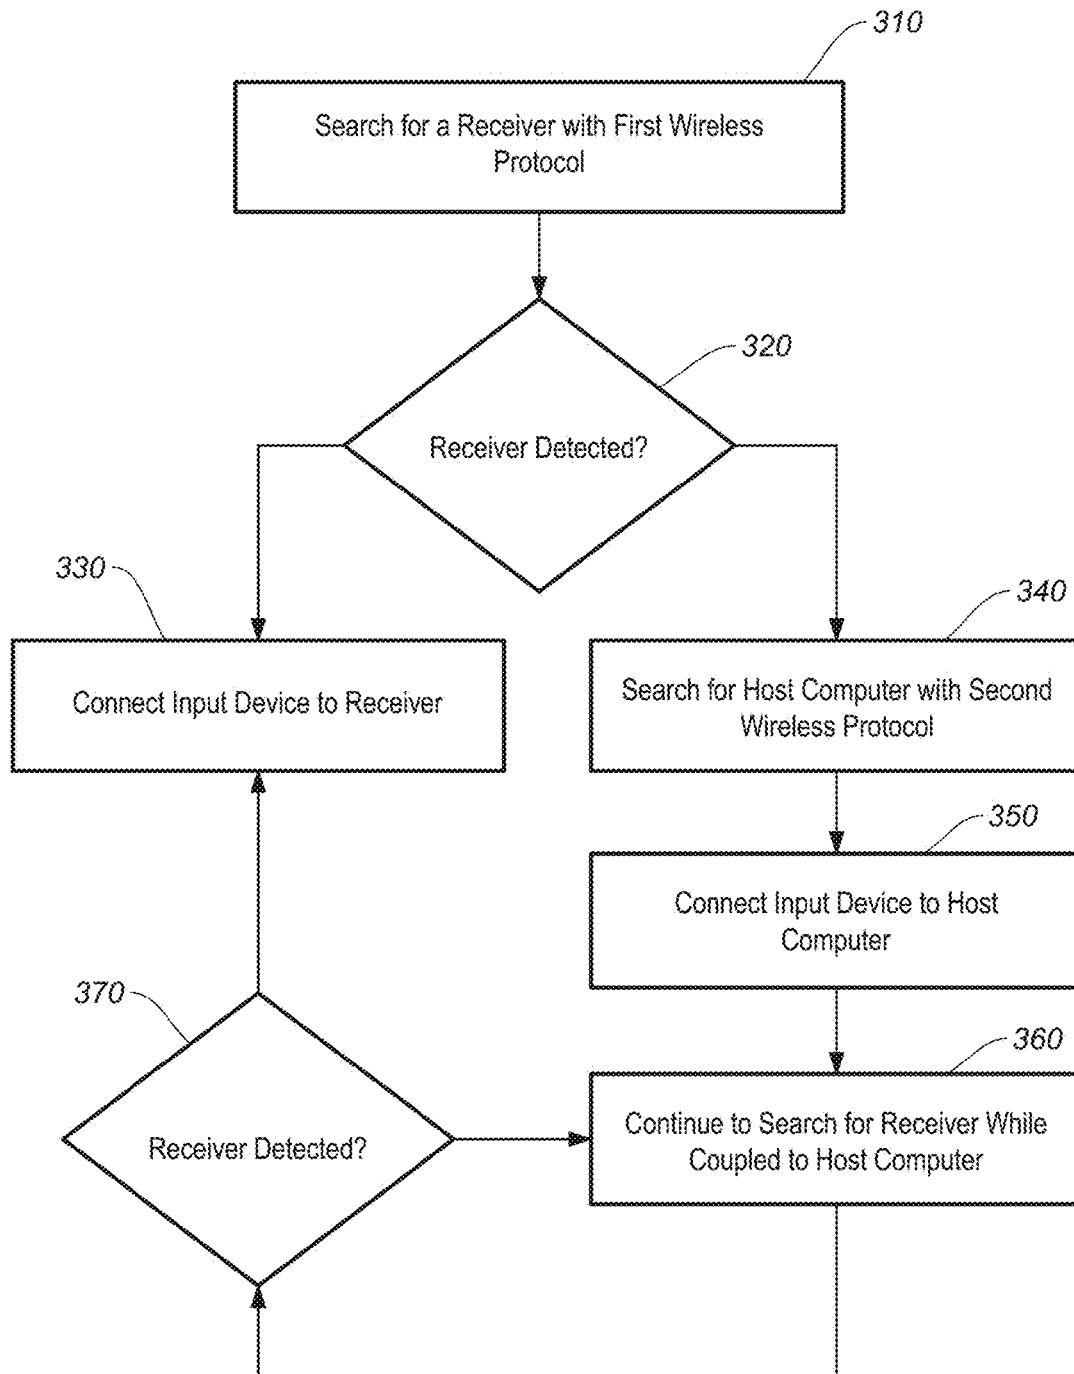 310
Search for a Receiver with First Wireless
Protocol
320
Receiver Detected?
330
Connect Input Device to Receiver
340
Search for Host Computer with Second
Wireless Protocol
350
Connect Input Device to Host
Computer
370
Receiver Detected?
360
Continue to Search for Receiver While
Coupled to Host Computer